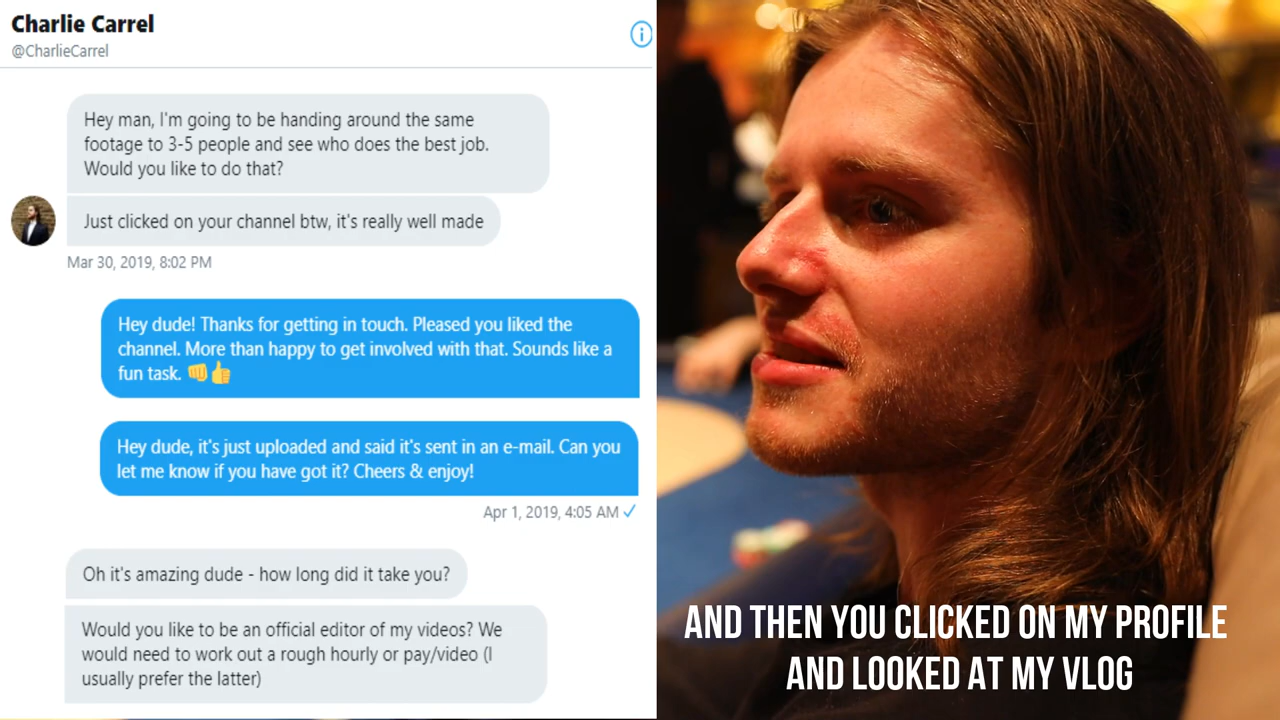 Charlie Carrel
@CharlieCarrel
Hey man, I'm going to be handing around the same
footage to 3-5 people and see who does the best job.
Would you like to do that?
Just clicked on your channel btw, it's really well made
Mar 30, 2019, 8:02 PM
Hey dude! Thanks for getting in touch. Pleased you liked the
channel. More than happy to get involved with that. Sounds like a
fun task. 👊👍
Hey dude, it's just uploaded and said it's sent in an e-mail. Can you
let me know if you have got it? Cheers & enjoy!
Apr 1, 2019, 4:05 AM ✓
Oh it's amazing dude - how long did it take you?
Would you like to be an official editor of my videos? We
would need to work out a rough hourly or pay/video (I
usually prefer the latter)
AND THEN YOU CLICKED ON MY PROFILE
AND LOOKED AT MY VLOG